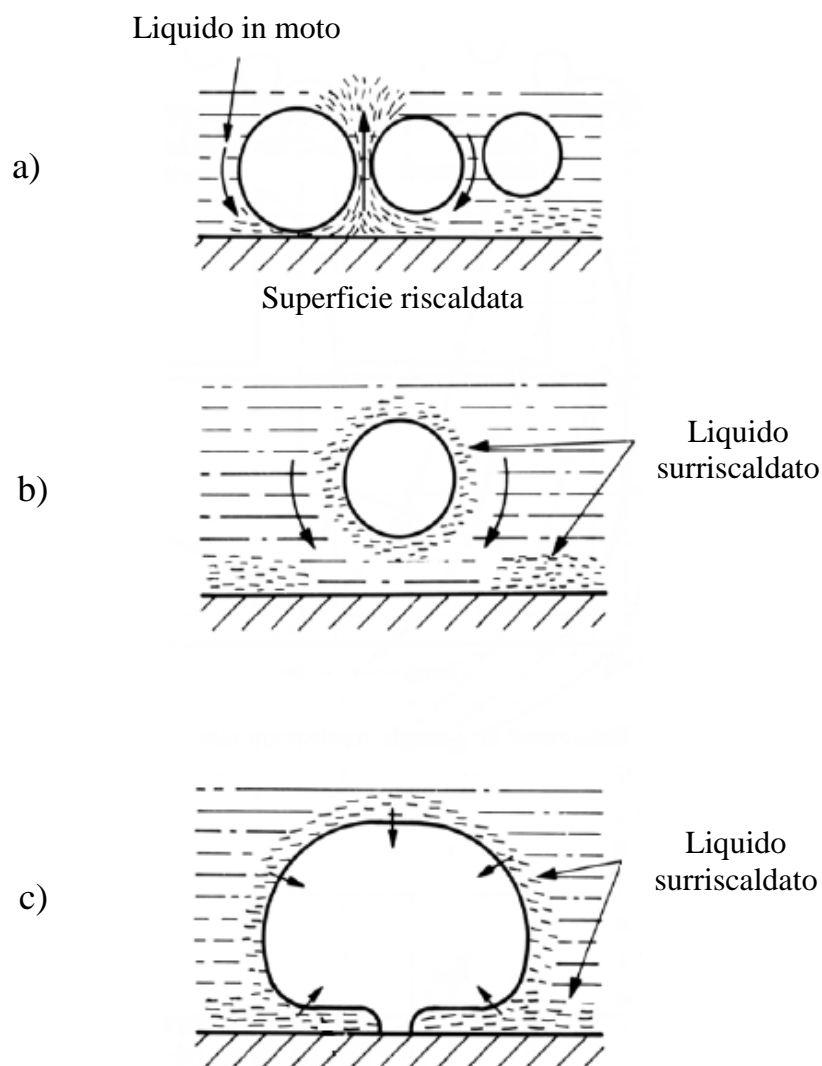 Liquido in moto
a)
Superficie riscaldata
b)
Liquido
surriscaldato
c)
Liquido
surriscaldato